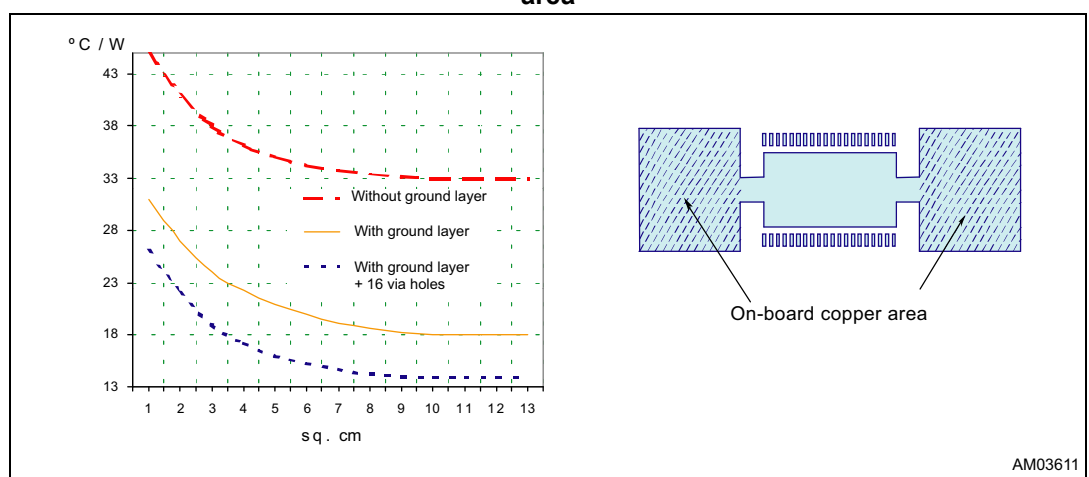 area
ºC / W
43
38
33
28
23
18
13
Without ground layer
With ground layer
With ground layer
+ 16 via holes
1 2 3 4 5 6 7 8 9 10 11 12 13
sq. cm
On-board copper area
AM03611